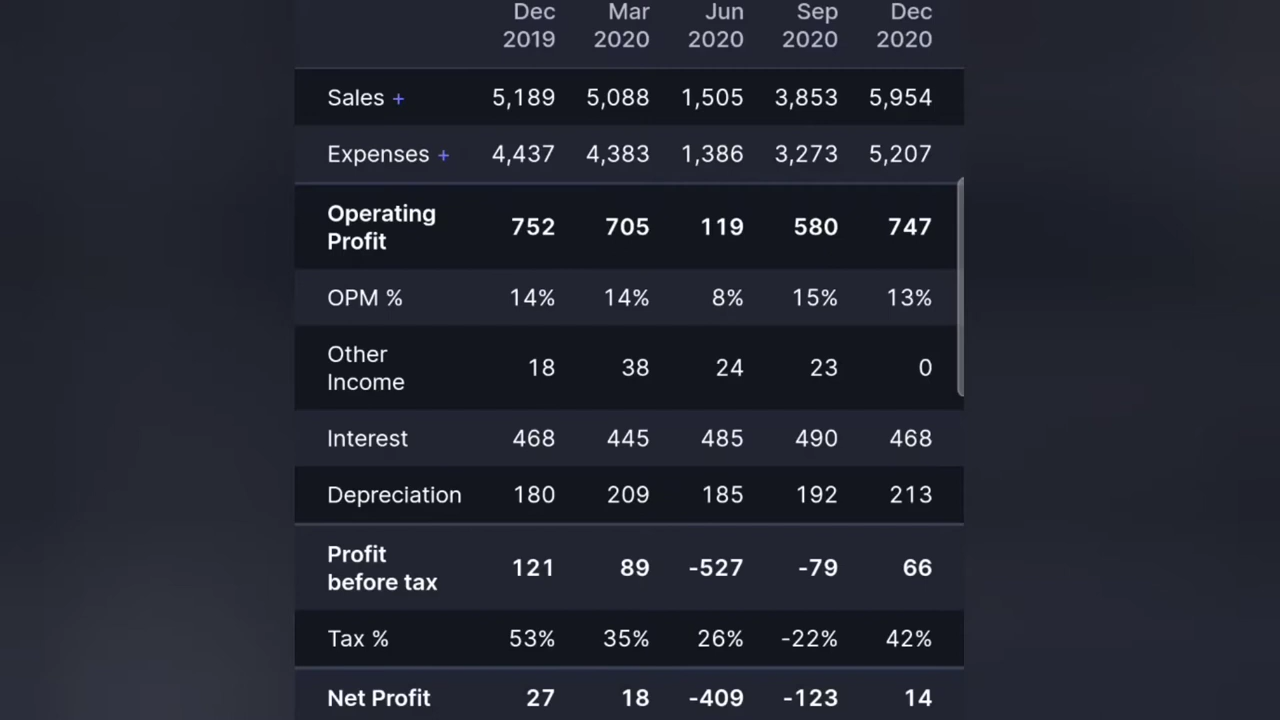 Dec Mar Jun Sep Dec
2019 2020 2020 2020 2020
Sales + 5,189 5,088 1,505 3,853 5,954
Expenses + 4,437 4,383 1,386 3,273 5,207
Operating
Profit 752 705 119 580 747
OPM % 14% 14% 8% 15% 13%
Other
Income 18 38 24 23 0
Interest 468 445 485 490 468
Depreciation 180 209 185 192 213
Profit
before tax 121 89 -527 -79 66
Tax % 53% 35% 26% -22% 42%
Net Profit 27 18 -409 -123 14